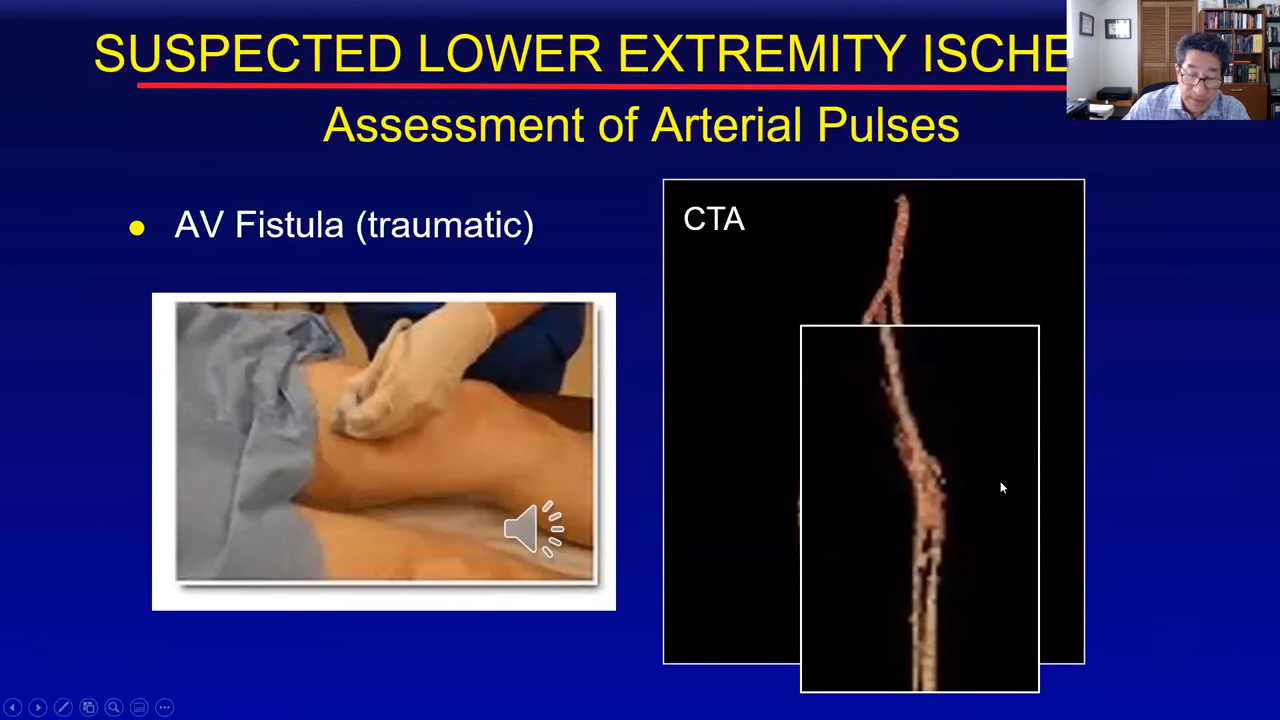 SUSPECTED LOWER EXTREMITY ISCHE
Assessment of Arterial Pulses
AV Fistula (traumatic)
CTA